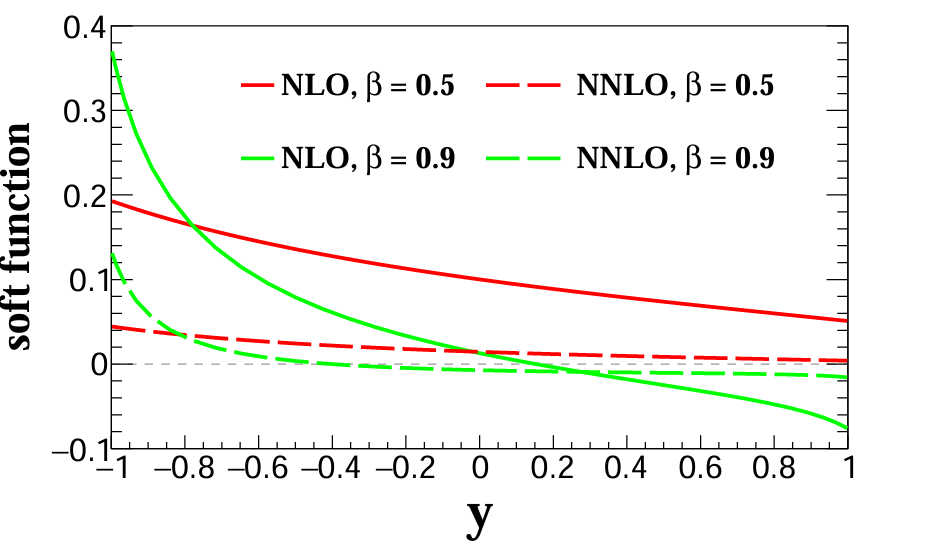 0.4
0.3
0.2
0.1
0
−0.1
soft function
NLO, β = 0.5 NNLO, β = 0.5
NLO, β = 0.9 NNLO, β = 0.9
−1 −0.8 −0.6 −0.4 −0.2 0 0.2 0.4 0.6 0.8 1
y